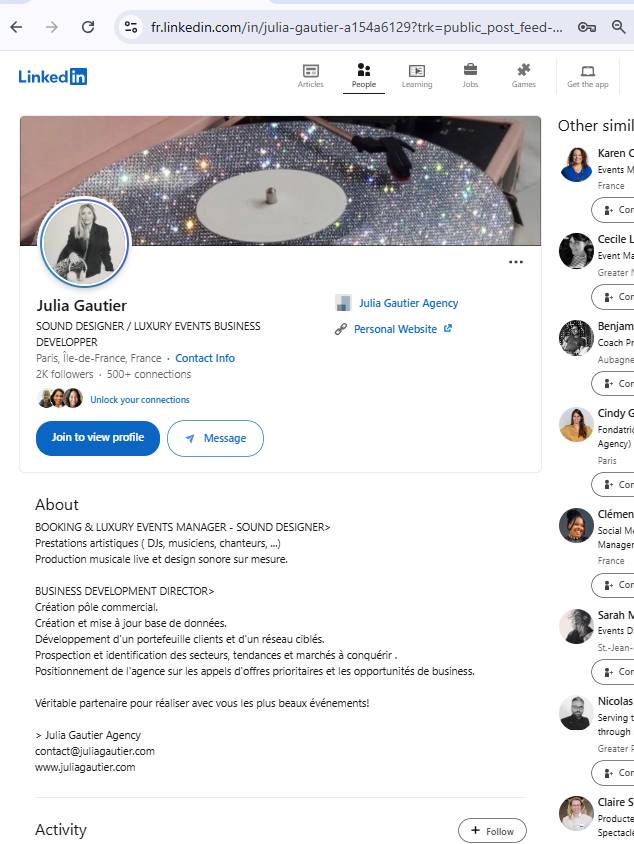 fr.linkedin.com/in/julia-gautier-a154a6129?trk=public_post_feed-...
Linked in
Articles
People
Learning
Jobs
Games
Get the app
Julia Gautier
SOUND DESIGNER / LUXURY EVENTS BUSINESS
DEVELOPPER
Paris, Île-de-France, France · Contact Info
2K followers · 500+ connections
Unlock your connections
Join to view profile
Message
Julia Gautier Agency
Personal Website
About
BOOKING & LUXURY EVENTS MANAGER - SOUND DESIGNER>
Prestations artistiques ( DJs, musiciens, chanteurs, ...)
Production musicale live et design sonore sur mesure.
BUSINESS DEVELOPMENT DIRECTOR>
Création pôle commercial.
Création et mise à jour base de données.
Développement d'un portefeuille clients et d'un réseau ciblés.
Prospection et identification des secteurs, tendances et marchés à conquérir .
Positionnement de l'agence sur les appels d'offres prioritaires et les opportunités de business.
Véritable partenaire pour réaliser avec vous les plus beaux événements!
> Julia Gautier Agency
contact@juliagautier.com
www.juliagautier.com
Activity
+ Follow
Other simil
Karen C
Events M
France
Con
Cecile L
Event Ma
Greater N
Con
Benjam
Coach Pr
Aubagne
Con
Cindy G
Fondatric
Agency)
Paris
Con
Clémen
Social Me
Manager
France
Con
Sarah M
Events D
St.-Jean-
Con
Nicolas
Serving t
through
Greater P
Con
Claire S
Producte
Spectacle